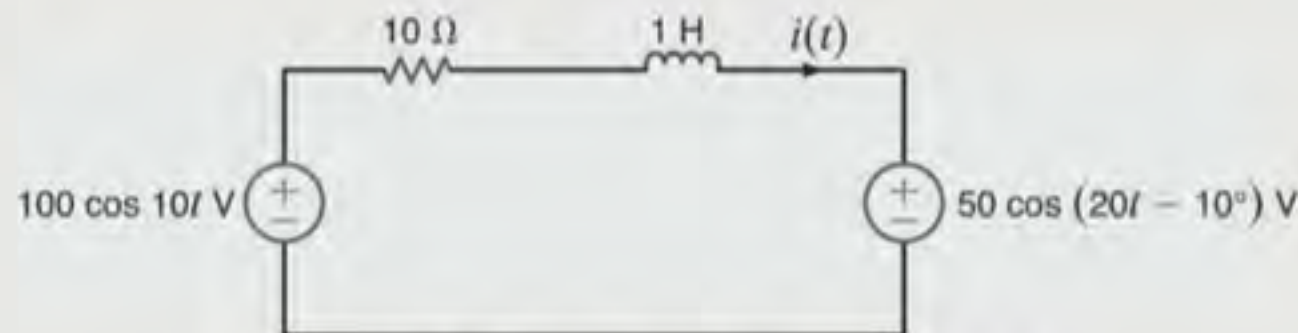 10 Ω
1 H
i(t)
100 cos 10t V
+
−
+
−
50 cos (20t − 10°) V